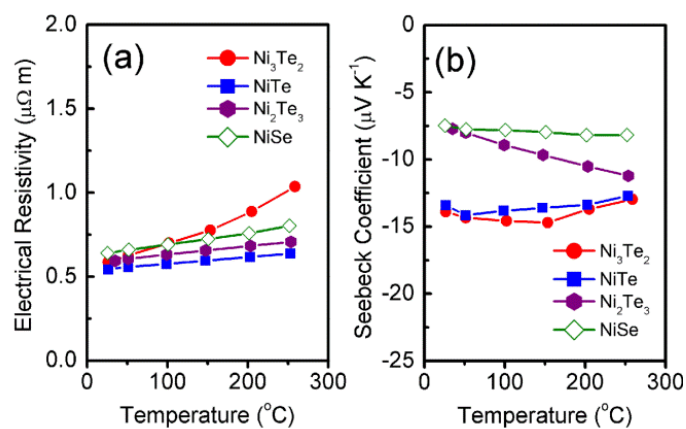 (a)
Electrical Resistivity (μΩ m)
2.0
1.5
1.0
0.5
0.0
Ni₃Te₂
NiTe
Ni₂Te₃
NiSe
0
100
200
300
Temperature (°C)
(b)
Seebeck Coefficient (μV K⁻¹)
0
-5
-10
-15
-20
-25
Ni₃Te₂
NiTe
Ni₂Te₃
NiSe
0
100
200
300
Temperature (°C)